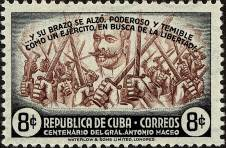 Y SU BRAZO SE ALZÓ, PODEROSO Y TEMIBLE
COMO UN EJÉRCITO, EN BUSCA DE LA LIBERTAD!
REPUBLICA DE CUBA · CORREOS
8¢ CENTENARIO DEL GRAL. ANTONIO MACEO 8¢
WATERLOW & SONS LIMITED, LONDRES